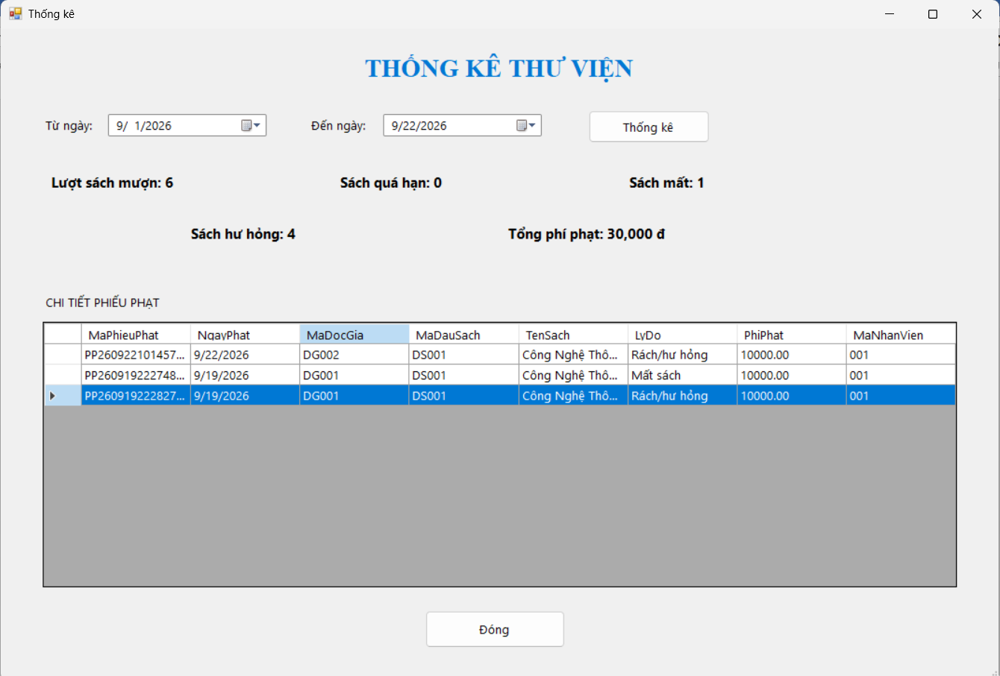 Thống kê
THỐNG KÊ THƯ VIỆN
Từ ngày: 9/ 1/2026 Đến ngày: 9/22/2026 Thống kê
Lượt sách mượn: 6 Sách quá hạn: 0 Sách mất: 1
Sách hư hỏng: 4 Tổng phí phạt: 30,000 đ
CHI TIẾT PHIẾU PHẠT
MaPhieuPhat NgayPhat MaDocGia MaDauSach TenSach LyDo PhiPhat MaNhanVien
PP260922101457... 9/22/2026 DG002 DS001 Công Nghệ Thô... Rách/hư hỏng 10000.00 001
PP260919222748... 9/19/2026 DG001 DS001 Công Nghệ Thô... Mất sách 10000.00 001
PP260919222827... 9/19/2026 DG001 DS001 Công Nghệ Thô... Rách/hư hỏng 10000.00 001
Đóng